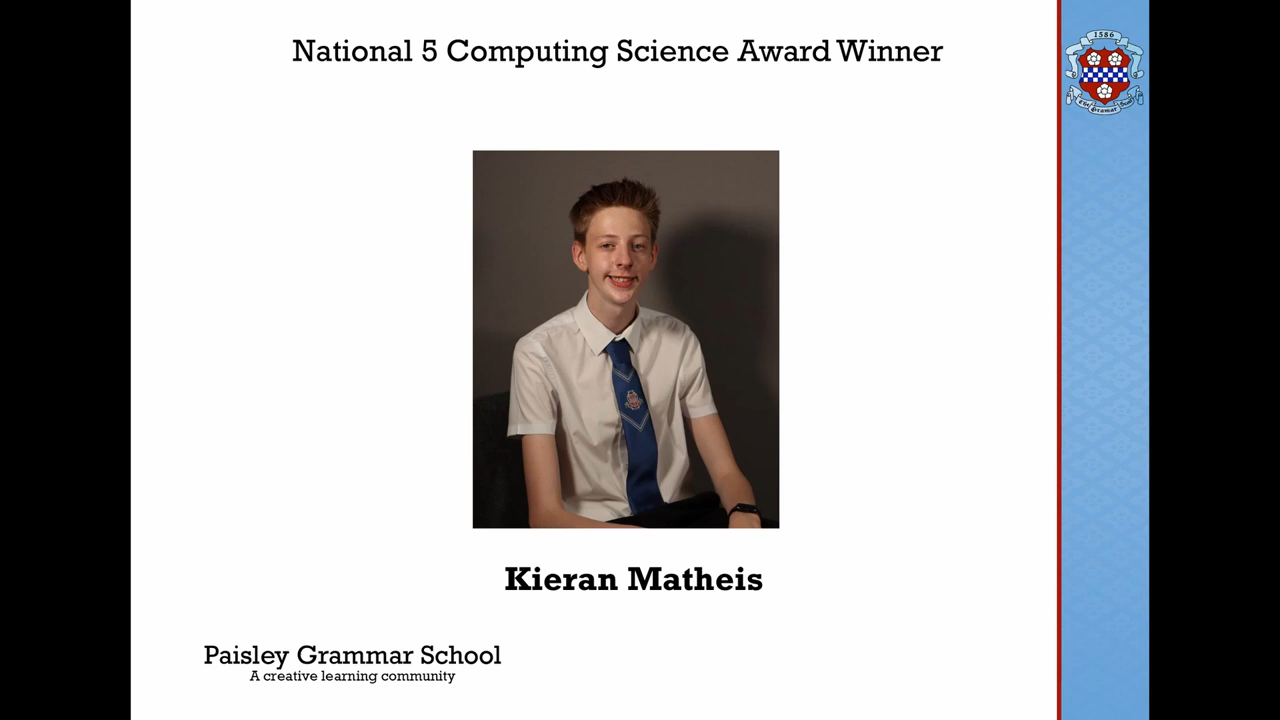 National 5 Computing Science Award Winner
1586
Kieran Matheis
Paisley Grammar School
A creative learning community